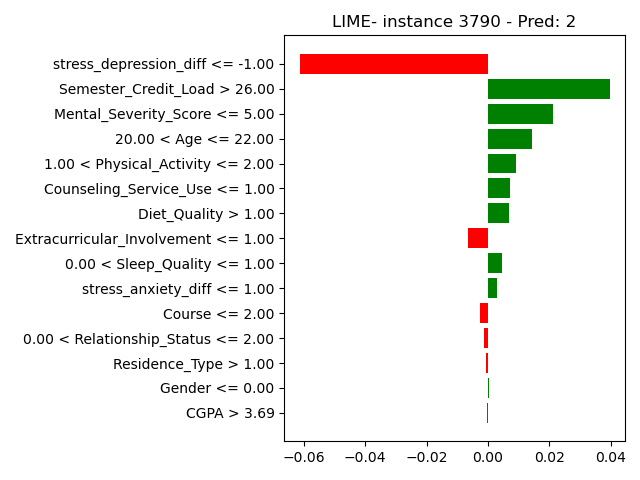 LIME- instance 3790 - Pred: 2
stress_depression_diff <= -1.00
Semester_Credit_Load > 26.00
Mental_Severity_Score <= 5.00
20.00 < Age <= 22.00
1.00 < Physical_Activity <= 2.00
Counseling_Service_Use <= 1.00
Diet_Quality > 1.00
Extracurricular_Involvement <= 1.00
0.00 < Sleep_Quality <= 1.00
stress_anxiety_diff <= 1.00
Course <= 2.00
0.00 < Relationship_Status <= 2.00
Residence_Type > 1.00
Gender <= 0.00
CGPA > 3.69
−0.06 −0.04 −0.02 0.00 0.02 0.04